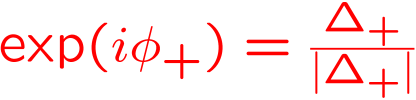 exp(iϕ₊) = Δ₊ / |Δ₊|